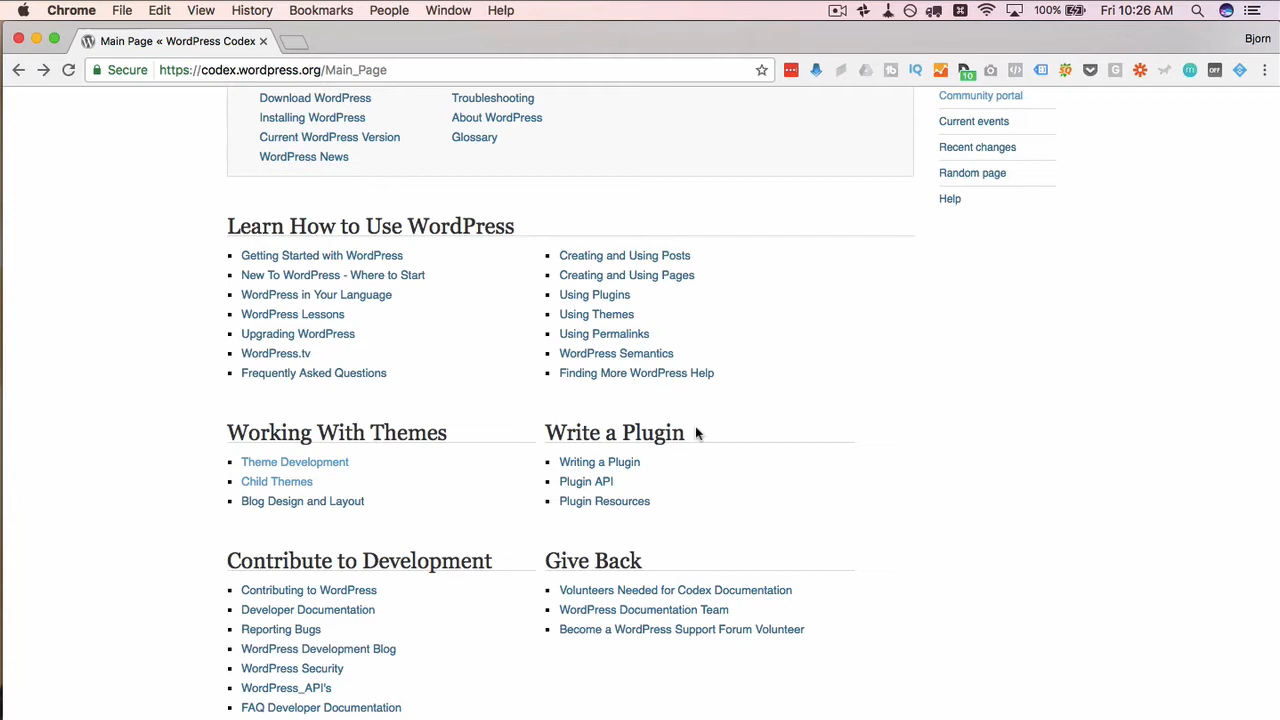 Chrome File Edit View History Bookmarks People Window Help 100% Fri 10:26 AM
Main Page « WordPress Codex Bjorn
Secure https://codex.wordpress.org/Main_Page 10 OFF
Download WordPress Troubleshooting Community portal
Installing WordPress About WordPress Current events
Current WordPress Version Glossary Recent changes
WordPress News Random page
Help
Learn How to Use WordPress
Getting Started with WordPress Creating and Using Posts
New To WordPress - Where to Start Creating and Using Pages
WordPress in Your Language Using Plugins
WordPress Lessons Using Themes
Upgrading WordPress Using Permalinks
WordPress.tv WordPress Semantics
Frequently Asked Questions Finding More WordPress Help
Working With Themes Write a Plugin
Theme Development Writing a Plugin
Child Themes Plugin API
Blog Design and Layout Plugin Resources
Contribute to Development Give Back
Contributing to WordPress Volunteers Needed for Codex Documentation
Developer Documentation WordPress Documentation Team
Reporting Bugs Become a WordPress Support Forum Volunteer
WordPress Development Blog
WordPress Security
WordPress_API's
FAQ Developer Documentation